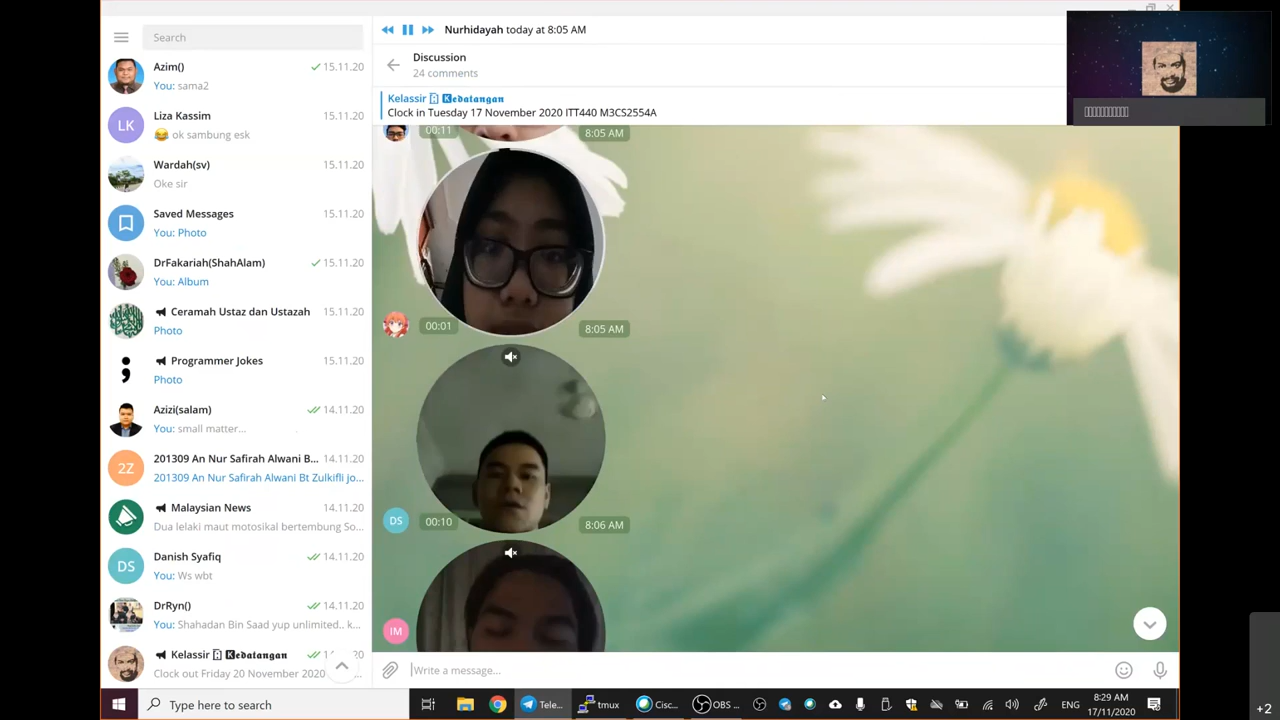 Search
Azim()
15.11.20
You: sama2
LK
Liza Kassim
15.11.20
😂 ok sambung esk
Wardah(sv)
15.11.20
Oke sir
Saved Messages
15.11.20
You: Photo
DrFakariah(ShahAlam)
15.11.20
You: Album
Ceramah Ustaz dan Ustazah
15.11.20
Photo
Programmer Jokes
15.11.20
Photo
Azizi(salam)
14.11.20
You: small matter...
2Z
201309 An Nur Safirah Alwani B...
14.11.20
201309 An Nur Safirah Alwani Bt Zulkifli jo...
Malaysian News
14.11.20
Dua lelaki maut motosikal bertembung So...
DS
Danish Syafiq
14.11.20
You: Ws wbt
DrRyn()
14.11.20
You: Shahadan Bin Saad yup unlimited.. k...
Kelassir Kedatangan
Clock out Friday 20 November 2020
Nurhidayah today at 8:05 AM
Discussion
24 comments
Kelassir Kedatangan
Clock in Tuesday 17 November 2020 ITT440 M3CS2554A
00:11
8:05 AM
00:01
8:05 AM
DS
00:10
8:06 AM
IM
Write a message...
Type here to search
Tele...
tmux
Cisc...
OBS ...
ENG
8:29 AM
17/11/2020
+2